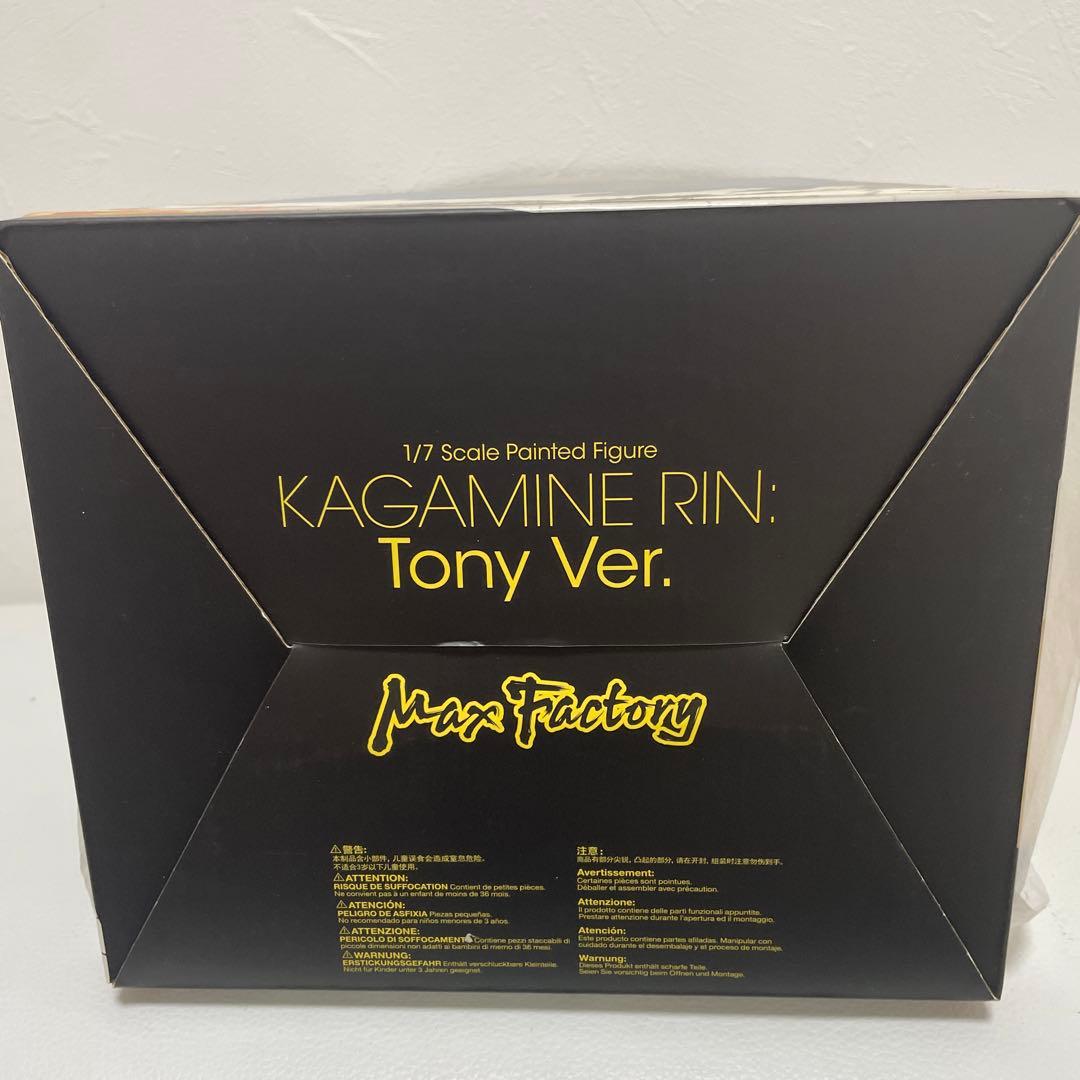 1/7 Scale Painted Figure
KAGAMINE RIN:
Tony Ver.
Max Factory
⚠警告:
本制品含小部件，儿童误食会造成窒息危险。
不适合3岁以下儿童使用。
⚠ATTENTION:
RISQUE DE SUFFOCATION Contient de petites pièces.
Ne convient pas à un enfant de moins de 36 mois.
⚠ATENCIÓN:
PELIGRO DE ASFIXIA Piezas pequeñas.
No recomendado para niños menores de 3 años.
⚠ATTENZIONE:
PERICOLO DI SOFFOCAMENTO Contiene pezzi staccabili di
piccole dimensioni non adatti ai bambini di memo di 36 mesi.
⚠WARNUNG:
ERSTICKUNGSGEFAHR Enthält verschluckbare Kleinteile.
Nicht für Kinder unter 3 Jahren geeignet.
注意:
商品有部分尖锐，凸起的部分，请在开封，组装时注意勿伤到手。
Avertissement:
Certaines pièces sont pointues.
Déballer et assembler avec précaution.
Attenzione:
Il prodotto contiene delle parti funzionali appuntite.
Prestare attenzione durante l'apertura ed il montaggio.
Atención:
Este producto contiene partes afiladas. Manipular con
cuidado durante el desembalaje y el proceso de montaje.
Warnung:
Dieses Produkt enthält scharfe Teile.
Seien Sie vorsichtig beim Öffnen und Montage.